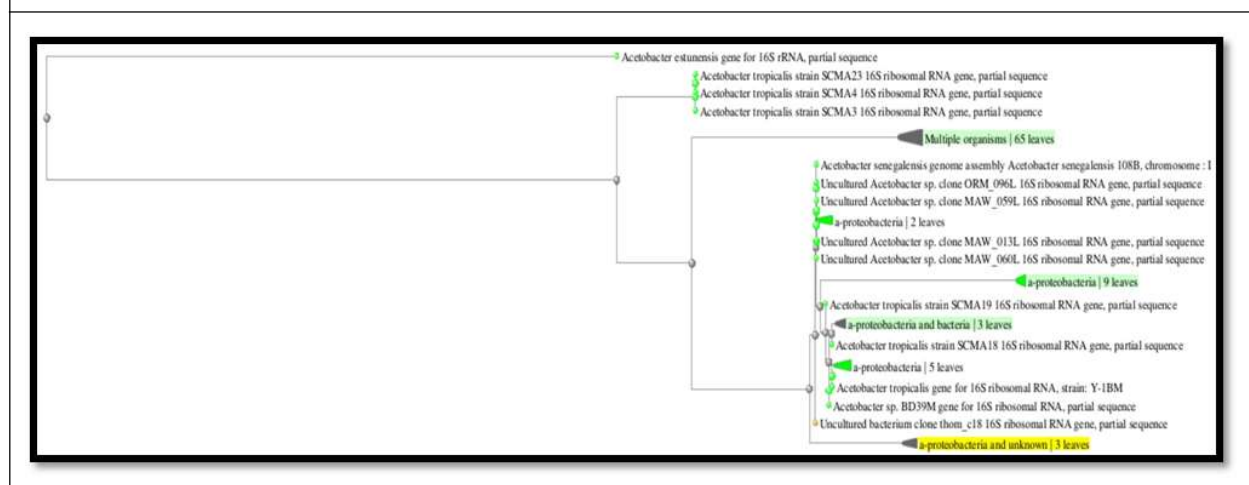 Acetobacter estunensis gene for 16S rRNA, partial sequence
Acetobacter tropicalis strain SCMA23 16S ribosomal RNA gene, partial sequence
Acetobacter tropicalis strain SCMA4 16S ribosomal RNA gene, partial sequence
Acetobacter tropicalis strain SCMA3 16S ribosomal RNA gene, partial sequence
Multiple organisms | 65 leaves
Acetobacter senegalensis genome assembly Acetobacter senegalensis 108B, chromosome : I
Uncultured Acetobacter sp. clone ORM_096L 16S ribosomal RNA gene, partial sequence
Uncultured Acetobacter sp. clone MAW_059L 16S ribosomal RNA gene, partial sequence
a-proteobacteria | 2 leaves
Uncultured Acetobacter sp. clone MAW_013L 16S ribosomal RNA gene, partial sequence
Uncultured Acetobacter sp. clone MAW_060L 16S ribosomal RNA gene, partial sequence
a-proteobacteria | 9 leaves
Acetobacter tropicalis strain SCMA19 16S ribosomal RNA gene, partial sequence
a-proteobacteria and bacteria | 3 leaves
Acetobacter tropicalis strain SCMA18 16S ribosomal RNA gene, partial sequence
a-proteobacteria | 5 leaves
Acetobacter tropicalis gene for 16S ribosomal RNA, strain: Y-1BM
Acetobacter sp. BD39M gene for 16S ribosomal RNA, partial sequence
Uncultured bacterium clone thom_c18 16S ribosomal RNA gene, partial sequence
a-proteobacteria and unknown | 3 leaves